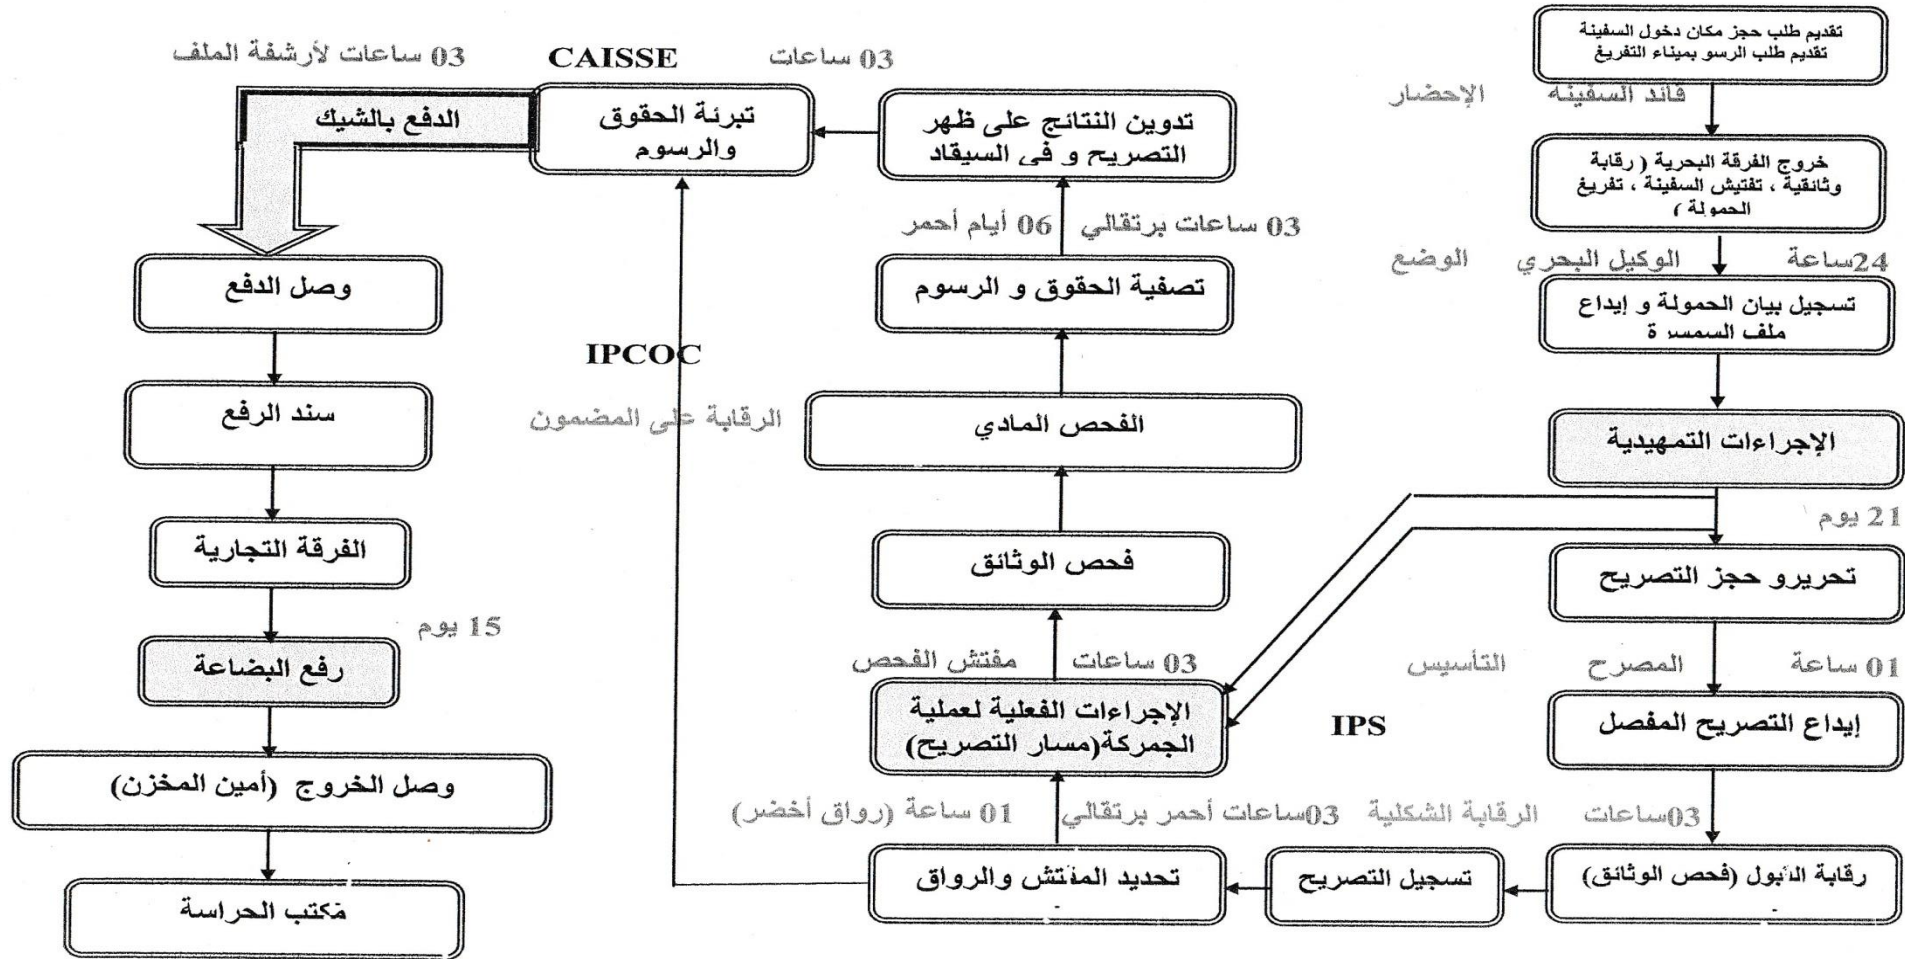 تقديم طلب حجز مكان دخول السفينة
تقديم طلب الرسو بميناء التفريغ
قائد السفينة الإحضار
خروج الفرقة البحرية ( رقابة
وثائقية ، تفتيش السفينة ، تفريغ
الحمولة )
24ساعة الوكيل البحري الوضع
تسجيل بيان الحمولة و إيداع
ملف السمسرة
الإجراءات التمهيدية
21 يوم
تحريرو حجز التصريح
01 ساعة المصرح التأسيس
إيداع التصريح المفصل
IPS
03ساعات الرقابة الشكلية
رقابة القبول (فحص الوثائق)
تسجيل التصريح
تحديد المفتش والرواق
03ساعات أحمر برتقالي 01 ساعة (رواق أخضر)
الإجراءات الفعلية لعملية
الجمركة(مسار التصريح)
03 ساعات مفتش الفحص
فحص الوثائق
الفحص المادي
الرقابة على المضمون
IPCOC
تصفية الحقوق و الرسوم
03 ساعات برتقالي 06 أيام أحمر
تدوين النتائج على ظهر
التصريح و في السيقاد
03 ساعات
CAISSE
تبرئة الحقوق
والرسوم
03 ساعات لأرشفة الملف
الدفع بالشيك
وصل الدفع
سند الرفع
الفرقة التجارية
15 يوم
رفع البضاعة
وصل الخروج (أمين المخزن)
مكتب الحراسة